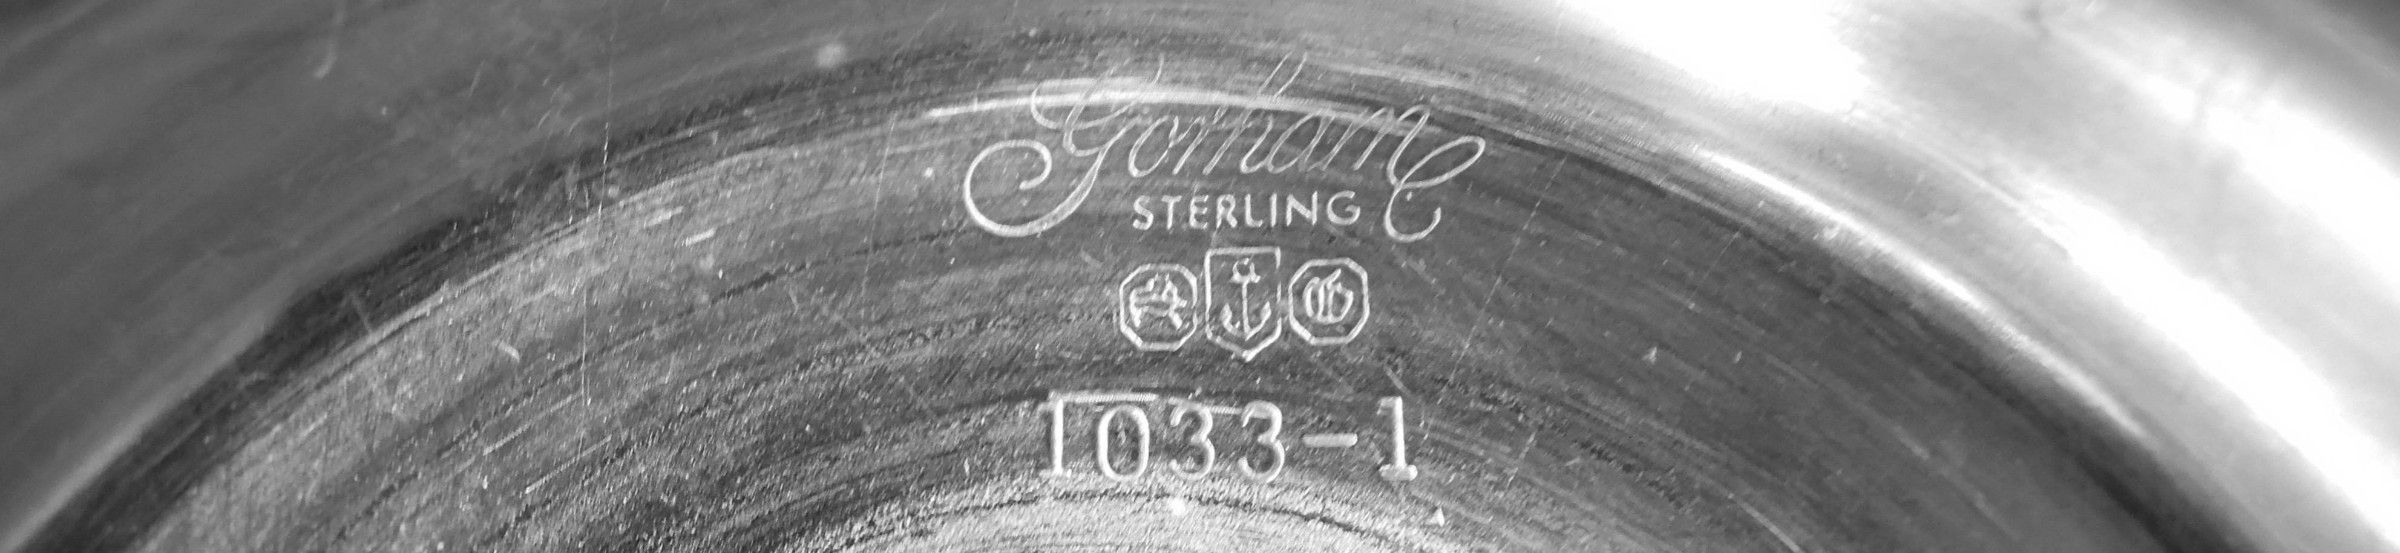 Gorham
STERLING
G
1033-1